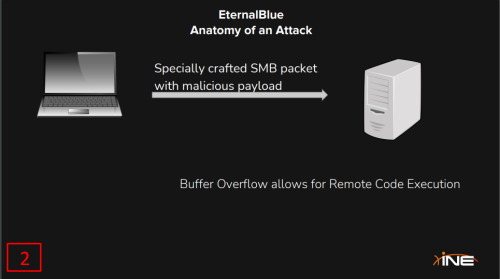 EternalBlue
Anatomy of an Attack
Specially crafted SMB packet
with malicious payload
Buffer Overflow allows for Remote Code Execution
2
INE